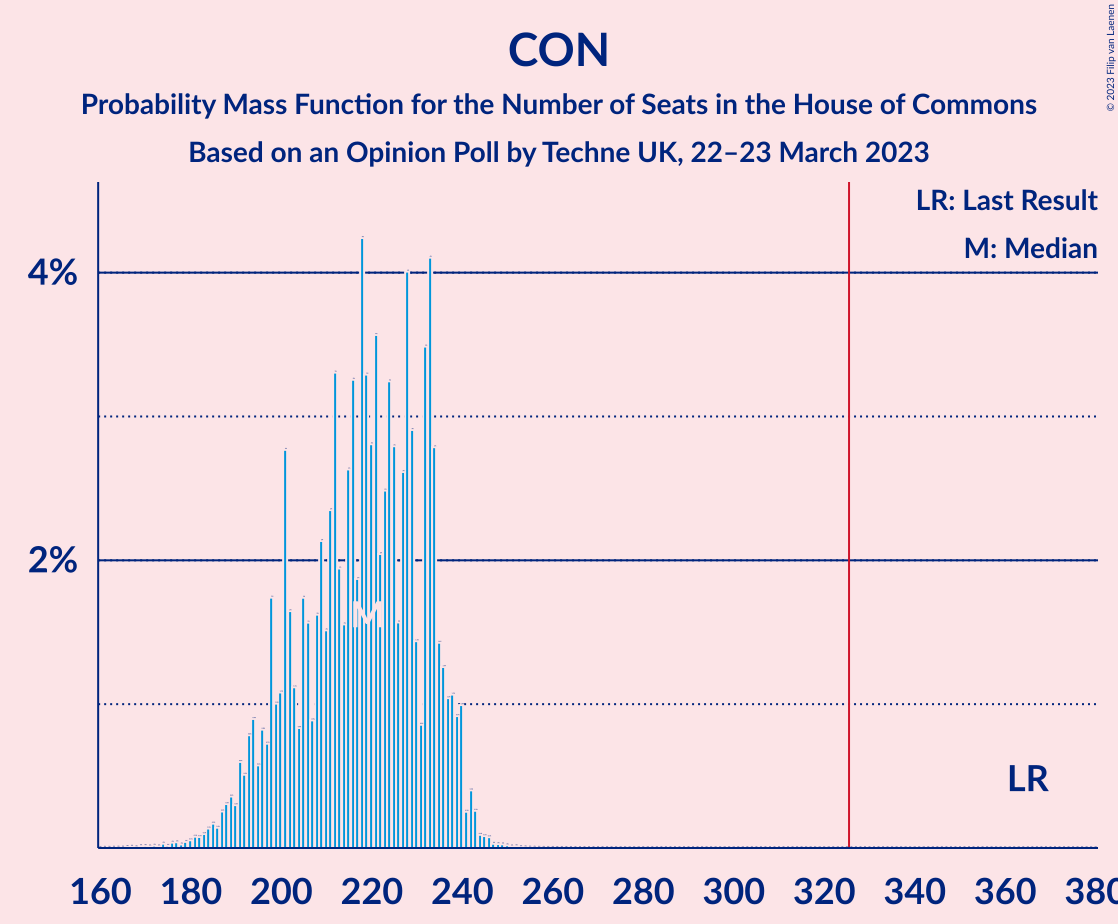 CON
Probability Mass Function for the Number of Seats in the House of Commons
Based on an Opinion Poll by Techne UK, 22–23 March 2023
© 2023 Filip van Laenen
LR: Last Result
M: Median
4%
2%
M
LR
160 180 200 220 240 260 280 300 320 340 360 380